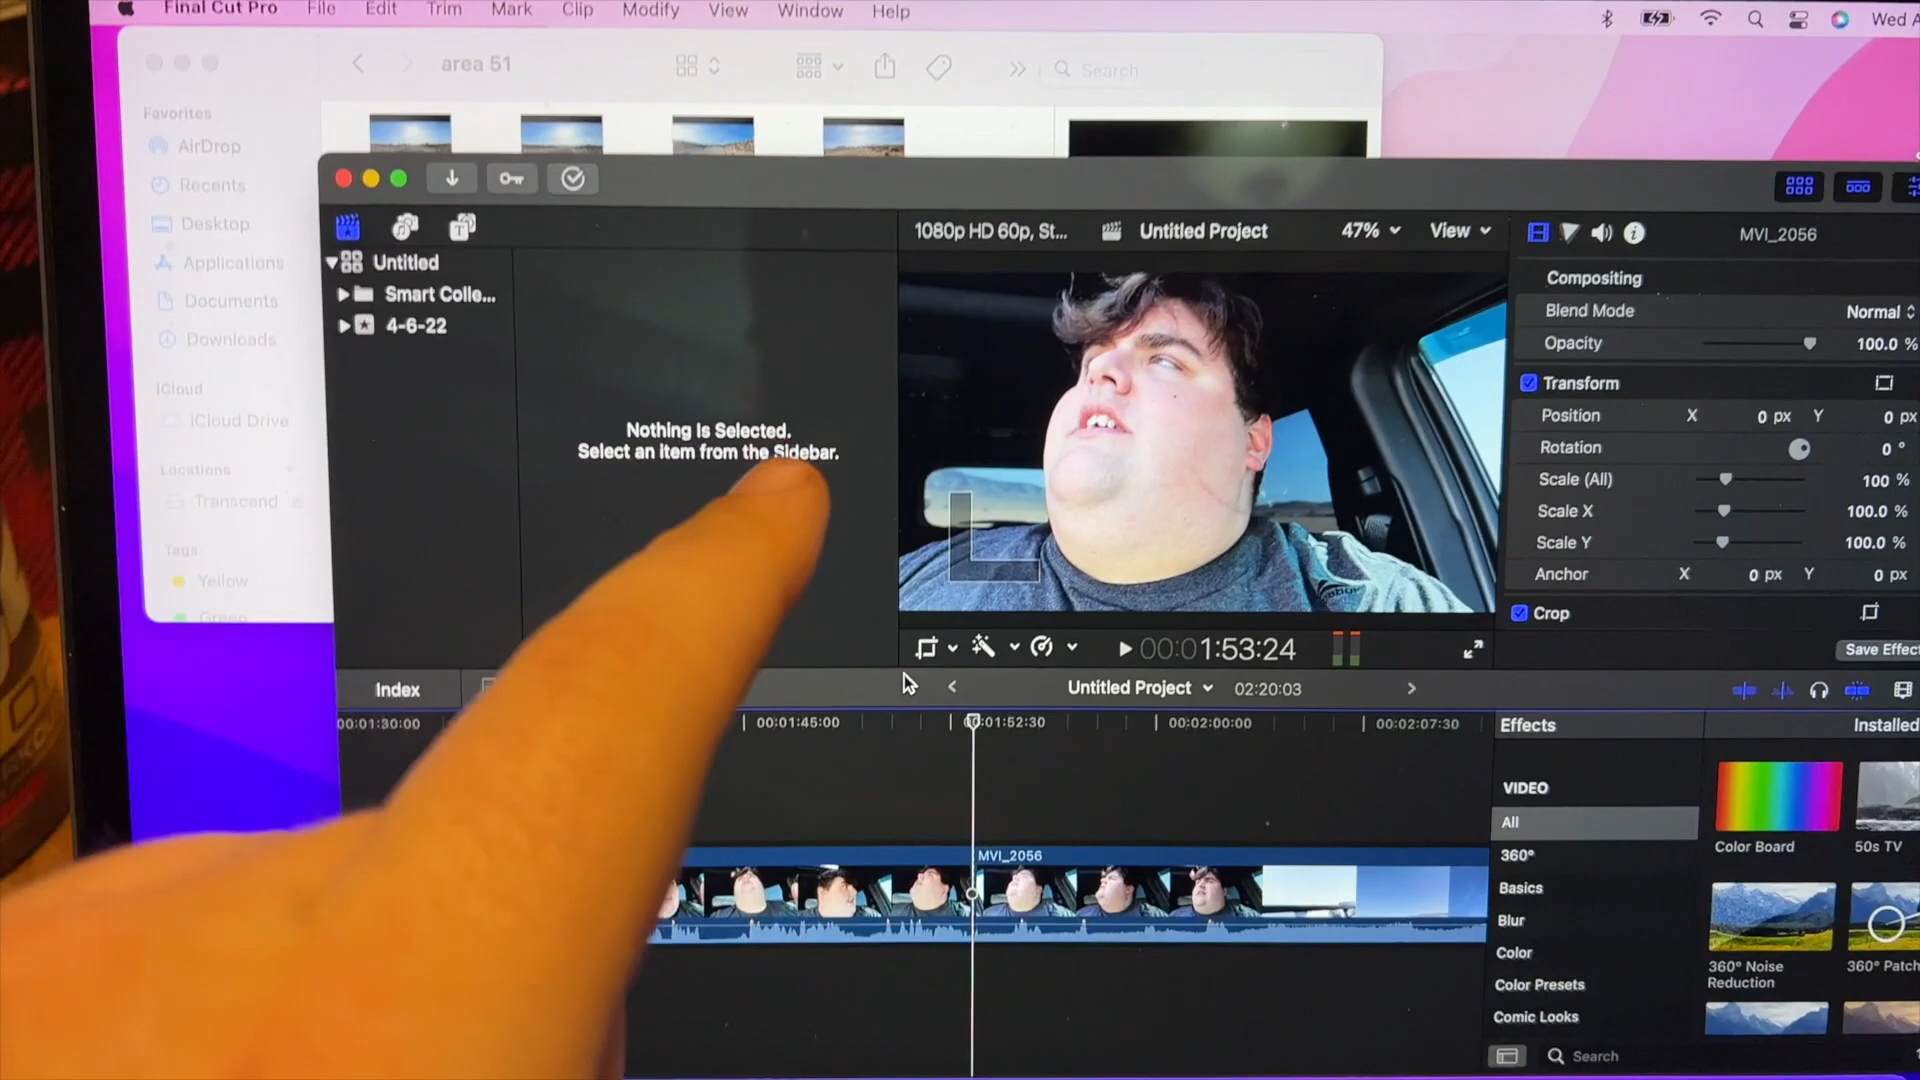 Final Cut Pro File Edit Trim Mark Clip Modify View Window Help Wed A
area 51
Search
Favorites
AirDrop
Recents
Desktop
Applications
Documents
Downloads
iCloud
iCloud Drive
Locations
Transcend
Tags
Yellow
Green
Untitled
Smart Colle...
4-6-22
Nothing Is Selected.
Select an item from the Sidebar.
1080p HD 60p, St...
Untitled Project
47%
View
MVI_2056
Compositing
Blend Mode Normal
Opacity 100.0 %
Transform
Position X 0 px Y 0 px
Rotation 0 °
Scale (All) 100 %
Scale X 100.0 %
Scale Y 100.0 %
Anchor X 0 px Y 0 px
Crop
Save Effec
00:01:53:24
Index
Untitled Project 02:20:03
00:01:30:00 00:01:45:00 00:01:52:30 00:02:00:00 00:02:07:30
MVI_2056
Effects Installed
VIDEO
All
360°
Basics
Blur
Color
Color Presets
Comic Looks
Color Board
50s TV
360° Noise
Reduction
360° Patch
Search